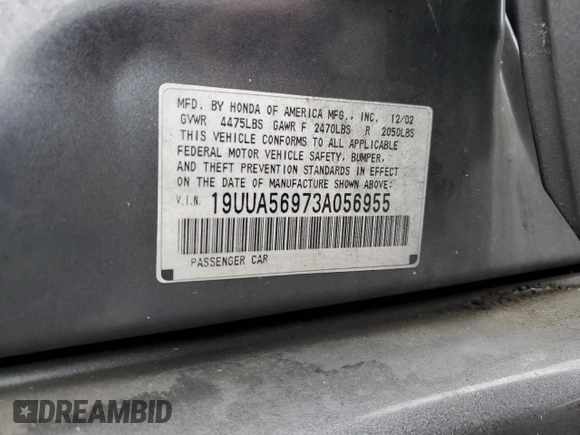 MFD. BY HONDA OF AMERICA MFG., INC. 12/02
GVWR 4475LBS GAWR F 2470LBS R 2050LBS
THIS VEHICLE CONFORMS TO ALL APPLICABLE
FEDERAL MOTOR VEHICLE SAFETY, BUMPER,
AND THEFT PREVENTION STANDARDS IN EFFECT
ON THE DATE OF MANUFACTURE SHOWN ABOVE:
V.I.N. 19UUA56973A056955
PASSENGER CAR
DREAMBID